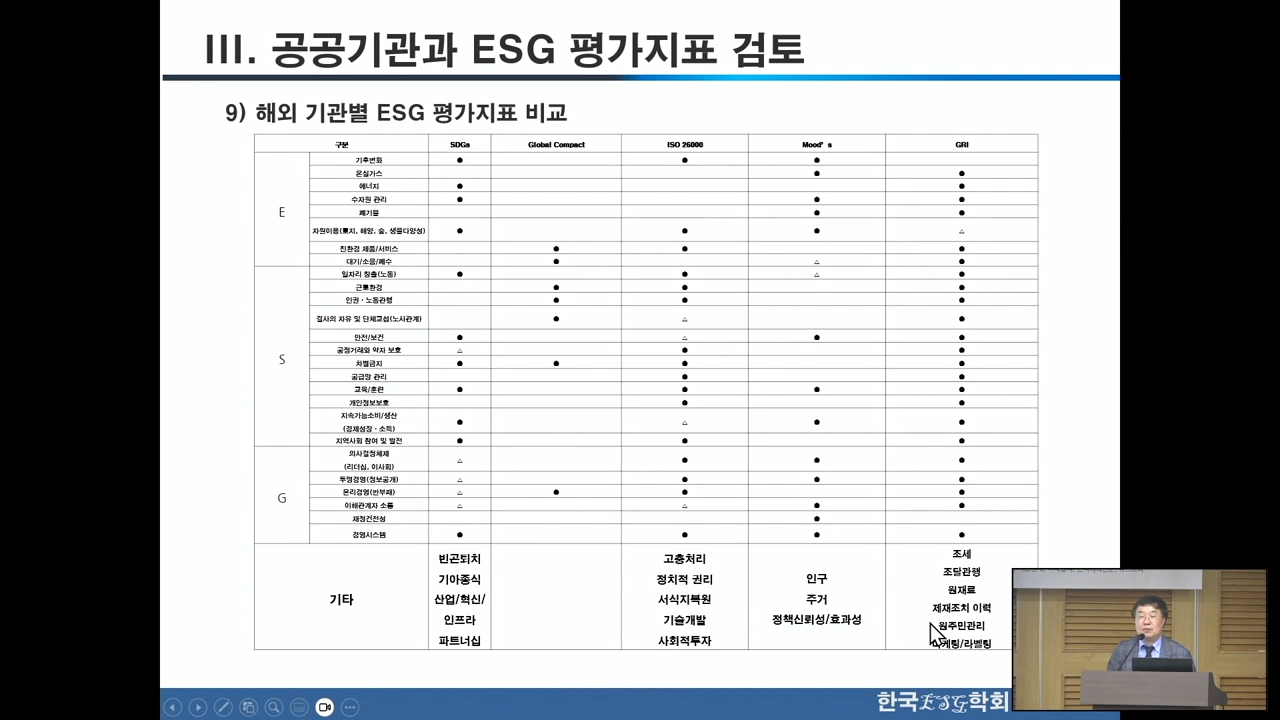 III. 공공기관과 ESG 평가지표 검토
9) 해외 기관별 ESG 평가지표 비교
구분 SDGs Global Compact ISO 26000 Mood's GRI
E
기후변화 ● ● ●
온실가스 ● ●
에너지 ● ●
수자원 관리 ● ● ●
폐기물 ● ●
자원이용(토지, 해양, 숲, 생물다양성) ● ● ● △
친환경 제품/서비스 ● ● ●
대기/소음/폐수 ● △ ●
S
일자리 창출(노동) ● ● △ ●
근로환경 ● ● ●
인권·노동관행 ● ● ●
결사의 자유 및 단체교섭(노사관계) ● △ ●
안전/보건 ● △ ● ●
공정거래와 약자 보호 △ ● ●
차별금지 ● ● ● ●
공급망 관리 ● ●
교육/훈련 ● ● ● ●
개인정보보호 ● ●
지속가능소비/생산
(경제성장·소득) ● △ ● ●
지역사회 참여 및 발전 ● ● ●
G
의사결정체제
(리더십, 이사회) △ ● ● ●
투명경영(정보공개) △ ● ● ●
윤리경영(반부패) △ ● ● ●
이해관계자 소통 △ △ ● ●
재정건전성 ●
경영시스템 ● ● ● ●
기타
빈곤퇴치
기아종식
산업/혁신/
인프라
파트너십
고충처리
정치적 권리
서식지복원
기술개발
사회적투자
인구
주거
정책신뢰성/효과성
조세
조달관행
원재료
제재조치 이력
원주민관리
마케팅/라벨링
한국ESG학회